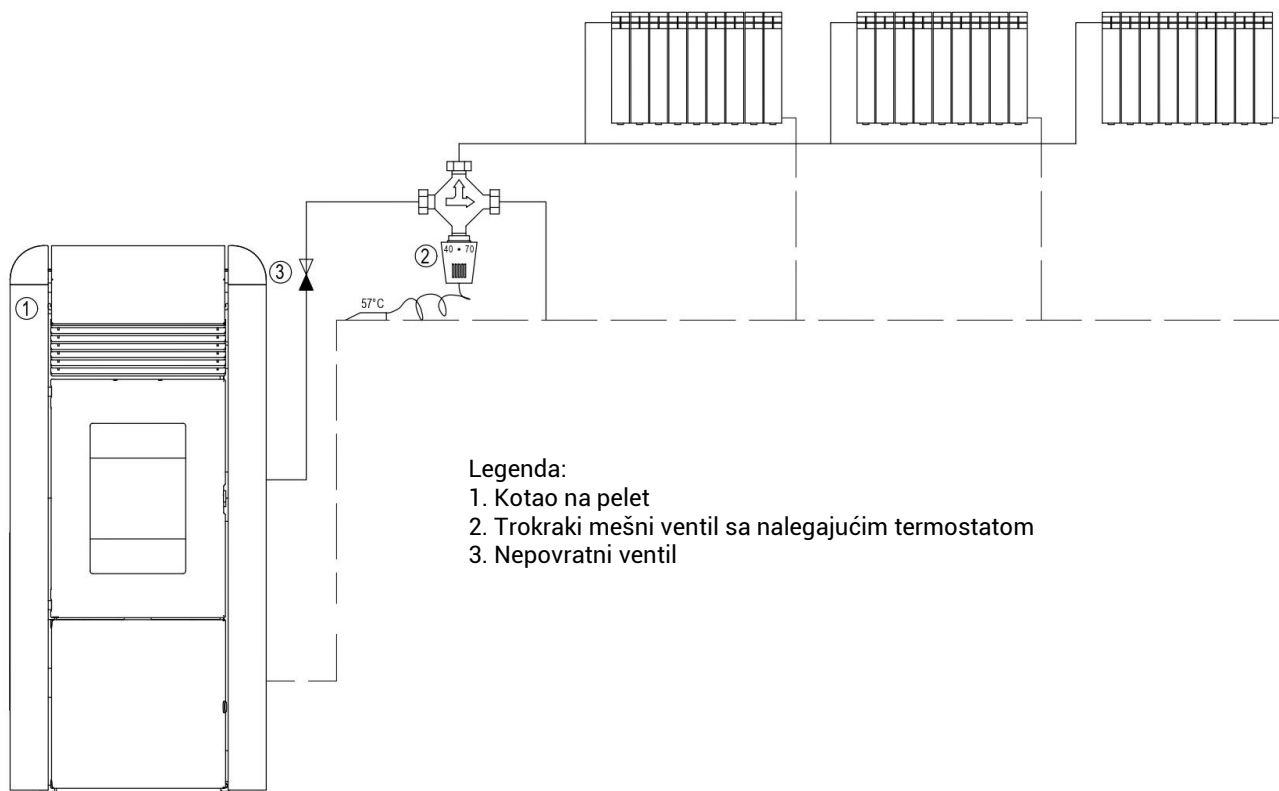 3
2
40 • 70
1
57°C
Legenda:
1. Kotao na pelet
2. Trokraki mešni ventil sa nalegajućim termostatom
3. Nepovratni ventil